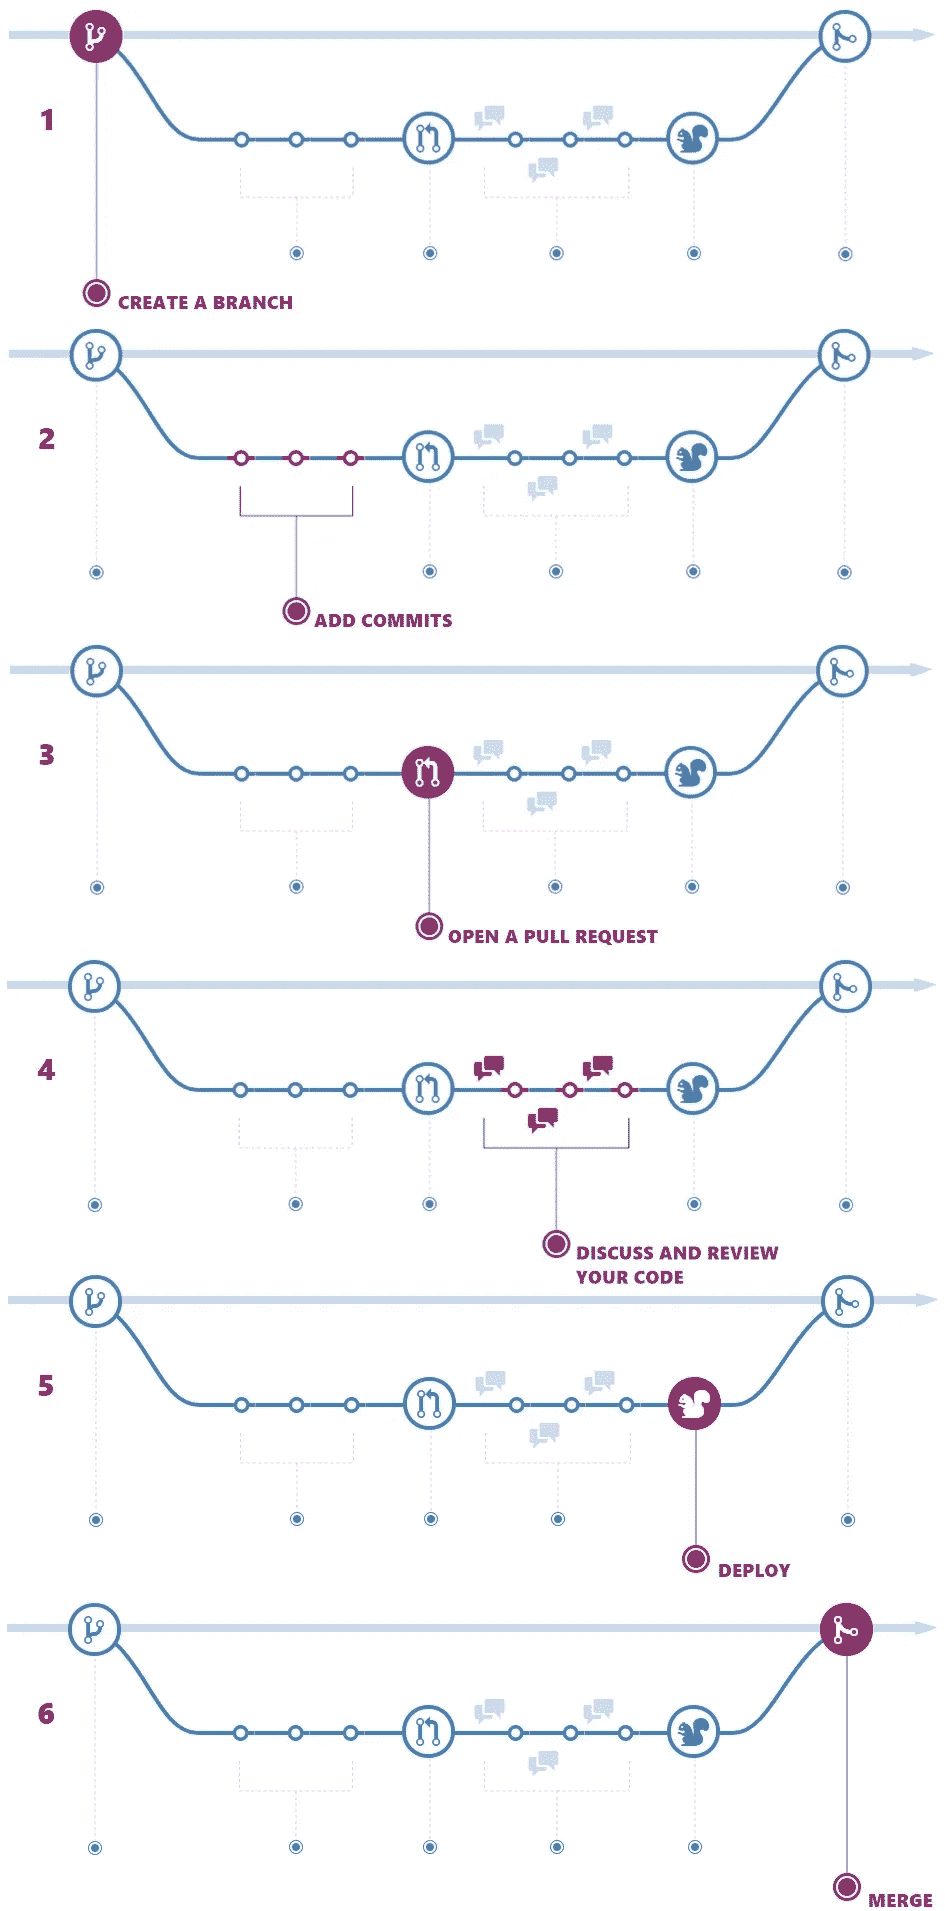 1
CREATE A BRANCH
2
ADD COMMITS
3
OPEN A PULL REQUEST
4
DISCUSS AND REVIEW
YOUR CODE
5
DEPLOY
6
MERGE